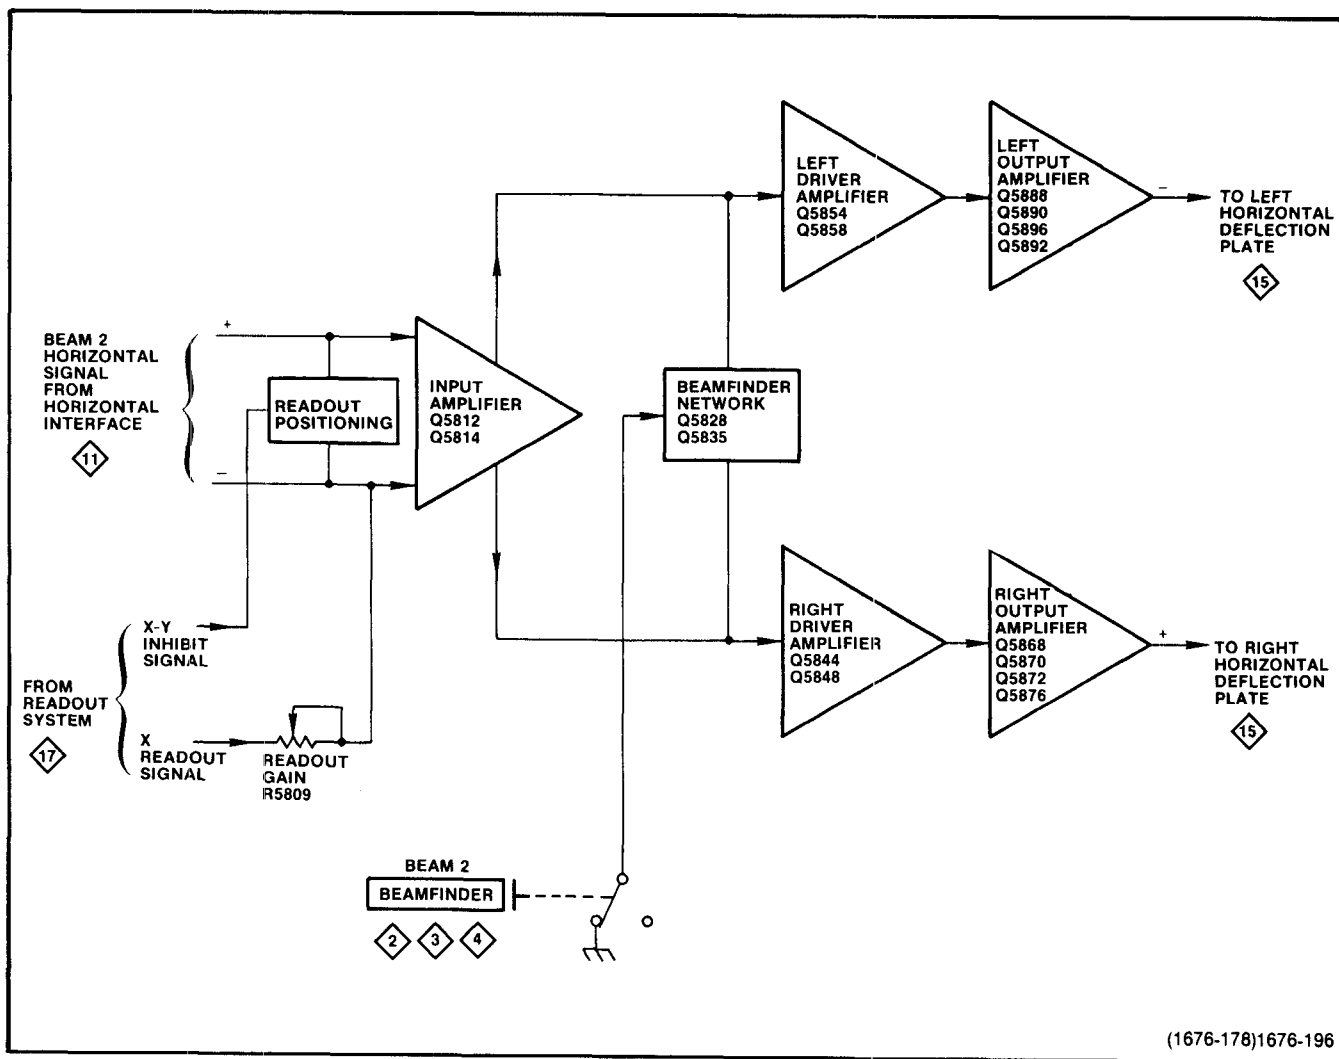 LEFT
DRIVER
AMPLIFIER
Q5854
Q5858
LEFT
OUTPUT
AMPLIFIER
Q5888
Q5890
Q5896
Q5892
−
TO LEFT
HORIZONTAL
DEFLECTION
PLATE
15
BEAM 2
HORIZONTAL
SIGNAL
FROM
HORIZONTAL
INTERFACE
11
+
−
READOUT
POSITIONING
INPUT
AMPLIFIER
Q5812
Q5814
BEAMFINDER
NETWORK
Q5828
Q5835
RIGHT
DRIVER
AMPLIFIER
Q5844
Q5848
RIGHT
OUTPUT
AMPLIFIER
Q5868
Q5870
Q5872
Q5876
+
TO RIGHT
HORIZONTAL
DEFLECTION
PLATE
15
FROM
READOUT
SYSTEM
17
X-Y
INHIBIT
SIGNAL
X
READOUT
SIGNAL
READOUT
GAIN
R5809
BEAM 2
BEAMFINDER
2 3 4
(1676-178)1676-196